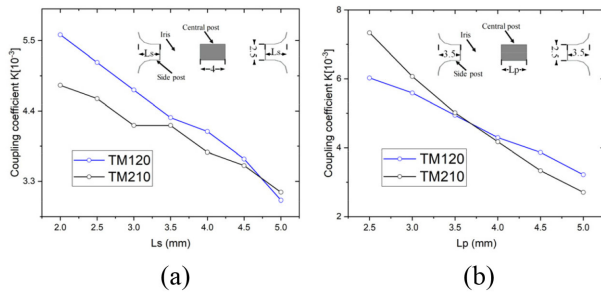 Coupling coefficient K[10⁻³]
5.5
4.4
3.3
Central post
Iris
Ls
Ls
2.5
4
Side post
TM120
TM210
2.0 2.5 3.0 3.5 4.0 4.5 5.0
Ls (mm)
(a)
Coupling coefficient K[10⁻³]
8
6
4
2
Central post
Iris
3.5
3.5
2.5
Lp
Side post
TM120
TM210
2.5 3.0 3.5 4.0 4.5 5.0
Lp (mm)
(b)